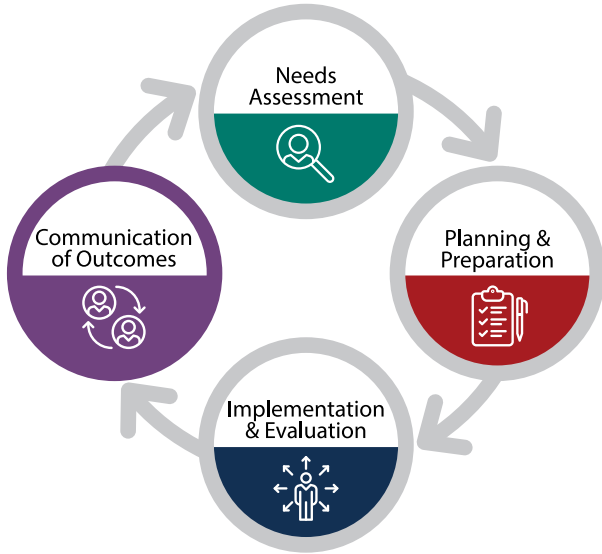 Needs
Assessment
Planning &
Preparation
Implementation
& Evaluation
Communication
of Outcomes